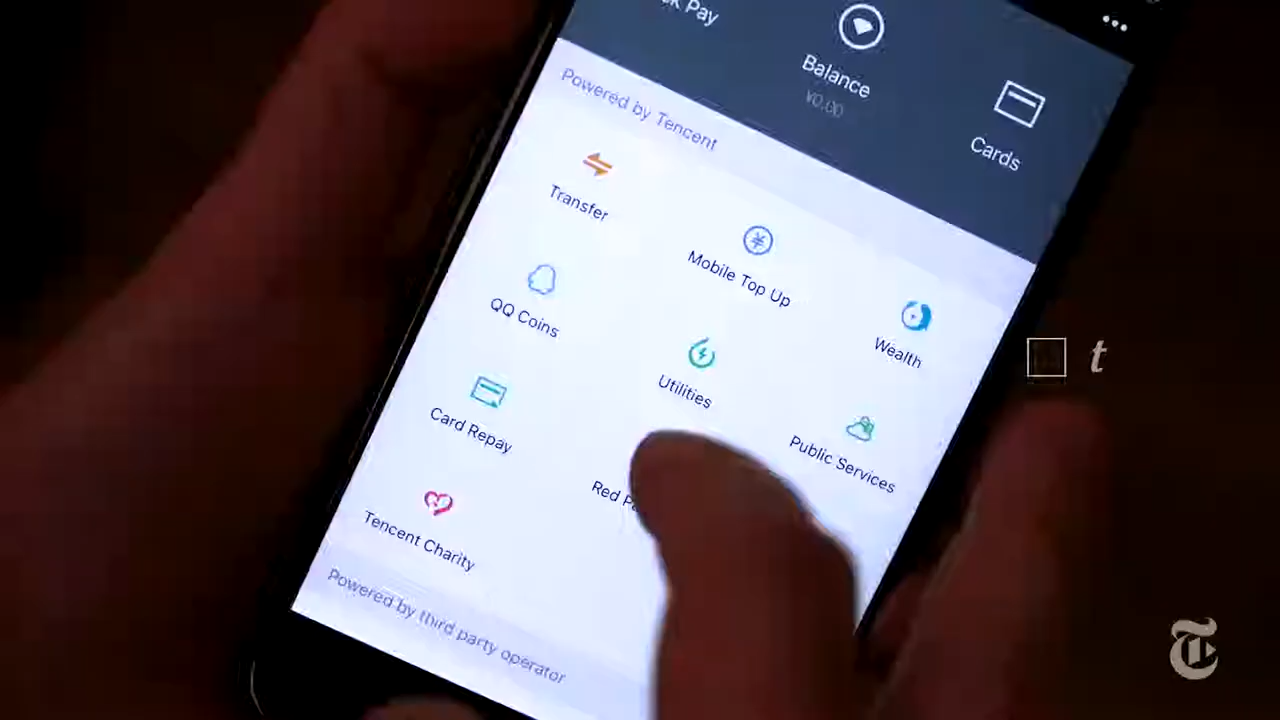 Pay
Balance
¥0.00
Cards
Powered by Tencent
Transfer
Mobile Top Up
Wealth
QQ Coins
Utilities
Public Services
Card Repay
Red
Tencent Charity
Powered by third party operator
t